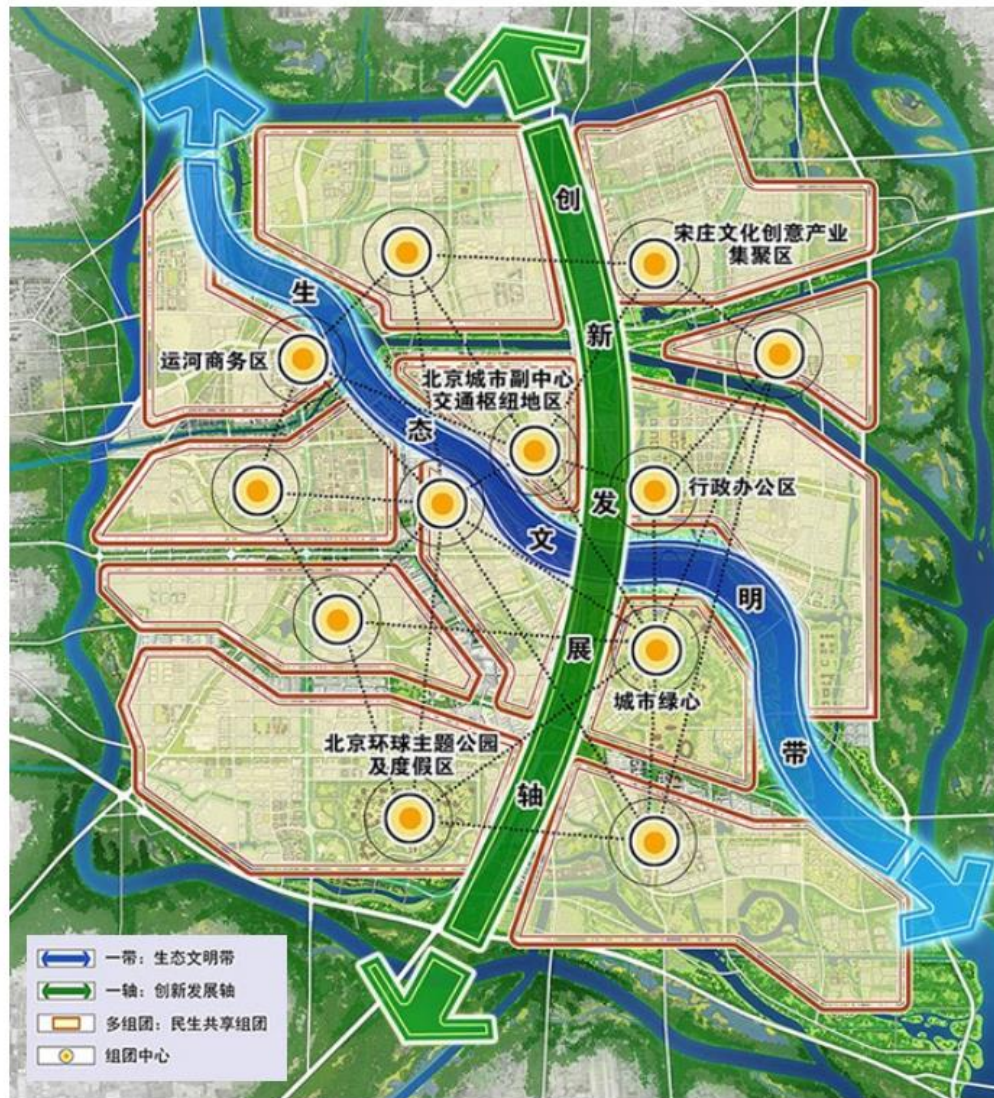 创
新
发
展
轴
生
态
文
明
带
宋庄文化创意产业
集聚区
运河商务区
北京城市副中心
交通枢纽地区
行政办公区
城市绿心
北京环球主题公园
及度假区
一带：生态文明带
一轴：创新发展轴
多组团：民生共享组团
组团中心